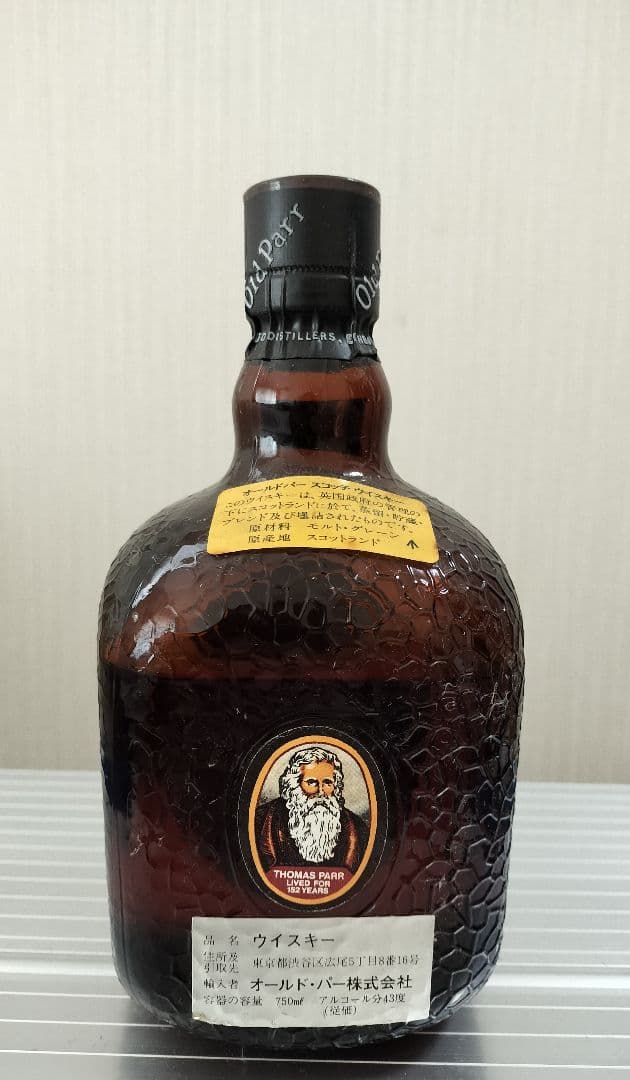 Old Parr
Old
DISTILLERS,
オールドパー スコッチ・ウイスキー
このウイスキーは、英国政府の管理の
下にスコットランドに於て、蒸留・貯蔵、
ブレンド及び壜詰されたものです。
原材料 モルト・グレーン
原産地 スコットランド ↑
THOMAS PARR
LIVED FOR
152 YEARS
品名 ウイスキー
住所及
引取先 東京都渋谷区広尾5丁目8番16号
輸入者 オールド・パー株式会社
容器の容量 750㎖ アルコール分43度
(従価)